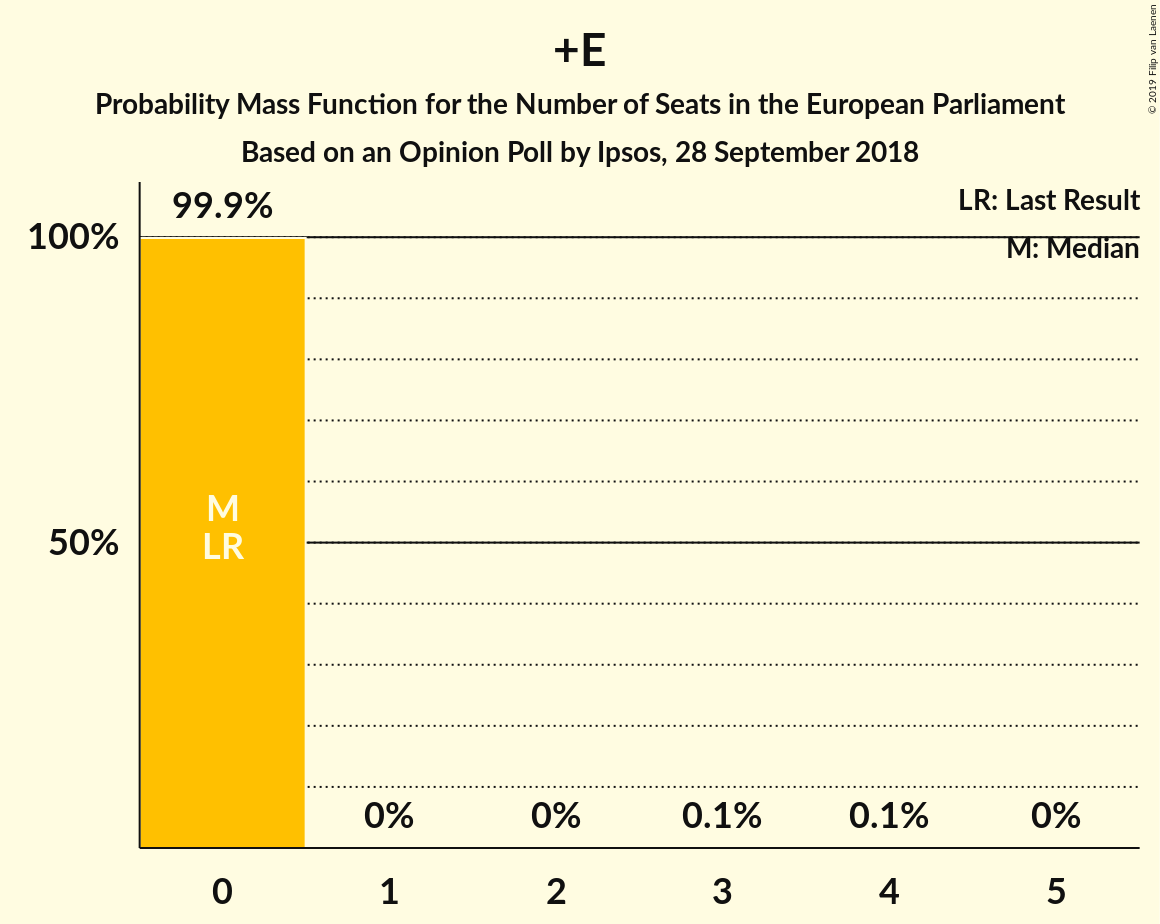 +E
Probability Mass Function for the Number of Seats in the European Parliament
Based on an Opinion Poll by Ipsos, 28 September 2018
© 2019 Filip van Laenen
LR: Last Result
M: Median
99.9%
100%
50%
M
LR
0%
0%
0.1%
0.1%
0%
0
1
2
3
4
5